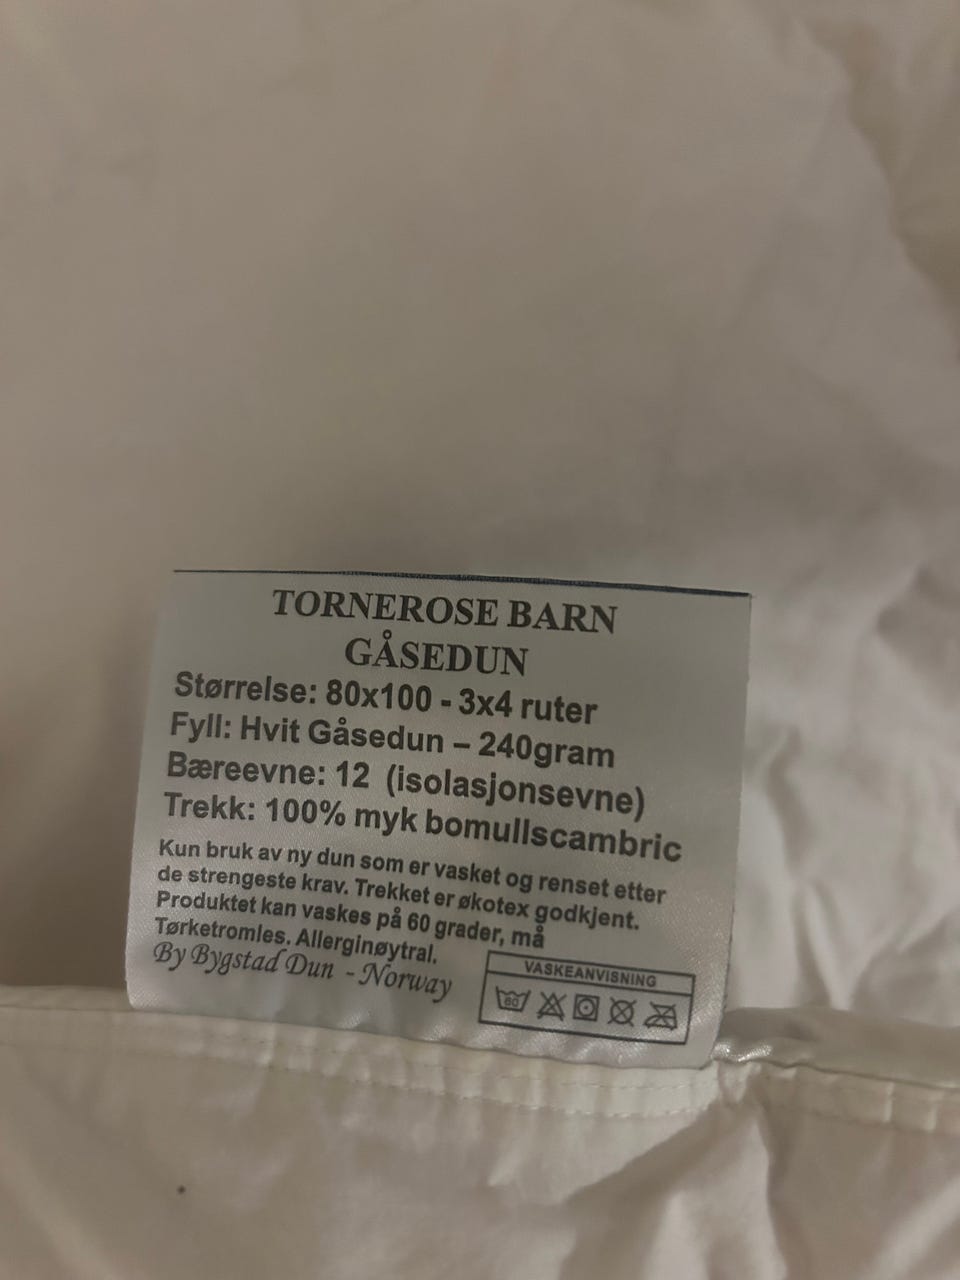 TORNEROSE BARN
GÅSEDUN
Størrelse: 80x100 - 3x4 ruter
Fyll: Hvit Gåsedun – 240gram
Bæreevne: 12 (isolasjonsevne)
Trekk: 100% myk bomullscambric
Kun bruk av ny dun som er vasket og renset etter
de strengeste krav. Trekket er økotex godkjent.
Produktet kan vaskes på 60 grader, må
Tørketromles. Allerginøytral.
By Bygstad Dun - Norway
VASKEANVISNING
60